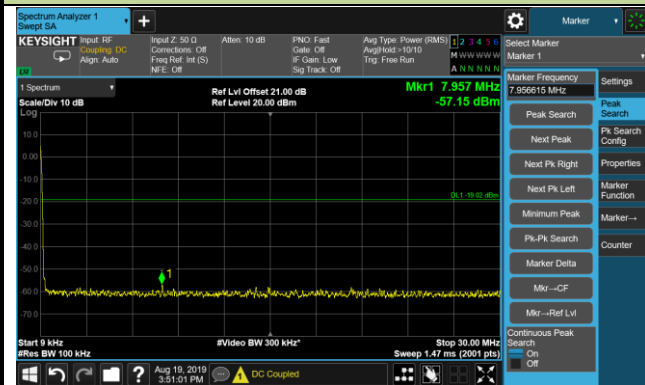 Spectrum Analyzer 1
Swept SA
Marker
KEYSIGHT
Input: RF
Coupling: DC
Align: Auto
Input Z: 50 Ω
Corrections: Off
Freq Ref: Int (S)
NFE: Off
Atten: 10 dB
PNO: Fast
Gate: Off
IF Gain: Low
Sig Track: Off
Avg Type: Power (RMS)
Avg|Hold:>10/10
Trig: Free Run
1 2 3 4 5 6
M W W W W W
A N N N N N
Select Marker
Marker 1
1 Spectrum
Scale/Div 10 dB
Log
Ref Lvl Offset 21.00 dB
Ref Level 20.00 dBm
Mkr1 7.957 MHz
-57.15 dBm
10.0
0.00
-10.0
-20.0
-30.0
-40.0
-50.0
-60.0
-70.0
DL1 -19.02 dBm
1
Start 9 kHz
#Res BW 100 kHz
#Video BW 300 kHz*
Stop 30.00 MHz
Sweep 1.47 ms (2001 pts)
Marker Frequency
7.956615 MHz
Peak Search
Next Peak
Next Pk Right
Next Pk Left
Minimum Peak
Pk-Pk Search
Marker Delta
Mkr→CF
Mkr→Ref Lvl
Continuous Peak
Search
On
Off
Settings
Peak
Search
Pk Search
Config
Properties
Marker
Function
Marker→
Counter
Aug 19, 2019
3:51:01 PM
DC Coupled